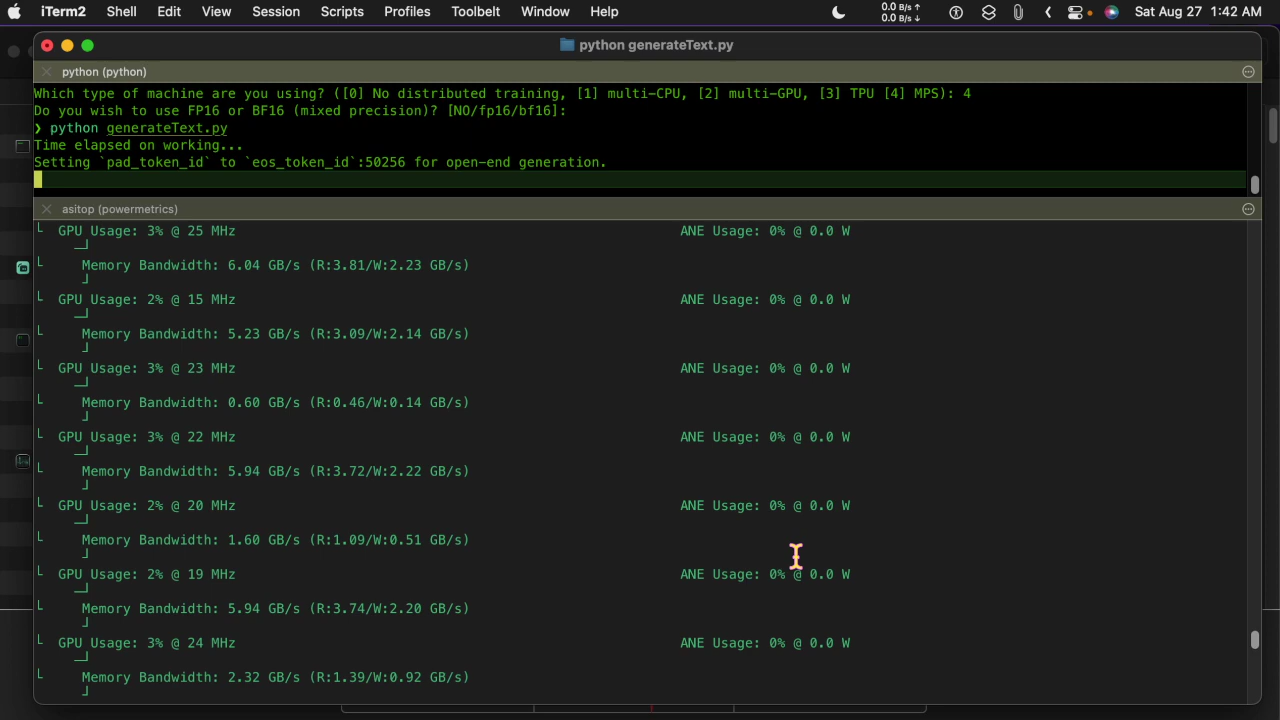 iTerm2 Shell Edit View Session Scripts Profiles Toolbelt Window Help 0.0 B/s↑ 0.0 B/s↓ Sat Aug 27 1:42 AM
python generateText.py
python (python)
Which type of machine are you using? ([0] No distributed training, [1] multi-CPU, [2] multi-GPU, [3] TPU [4] MPS): 4
Do you wish to use FP16 or BF16 (mixed precision)? [NO/fp16/bf16]:
❯ python generateText.py
Time elapsed on working...
Setting `pad_token_id` to `eos_token_id`:50256 for open-end generation.
asitop (powermetrics)
GPU Usage: 3% @ 25 MHz ANE Usage: 0% @ 0.0 W
Memory Bandwidth: 6.04 GB/s (R:3.81/W:2.23 GB/s)
GPU Usage: 2% @ 15 MHz ANE Usage: 0% @ 0.0 W
Memory Bandwidth: 5.23 GB/s (R:3.09/W:2.14 GB/s)
GPU Usage: 3% @ 23 MHz ANE Usage: 0% @ 0.0 W
Memory Bandwidth: 0.60 GB/s (R:0.46/W:0.14 GB/s)
GPU Usage: 3% @ 22 MHz ANE Usage: 0% @ 0.0 W
Memory Bandwidth: 5.94 GB/s (R:3.72/W:2.22 GB/s)
GPU Usage: 2% @ 20 MHz ANE Usage: 0% @ 0.0 W
Memory Bandwidth: 1.60 GB/s (R:1.09/W:0.51 GB/s)
GPU Usage: 2% @ 19 MHz ANE Usage: 0% @ 0.0 W
Memory Bandwidth: 5.94 GB/s (R:3.74/W:2.20 GB/s)
GPU Usage: 3% @ 24 MHz ANE Usage: 0% @ 0.0 W
Memory Bandwidth: 2.32 GB/s (R:1.39/W:0.92 GB/s)